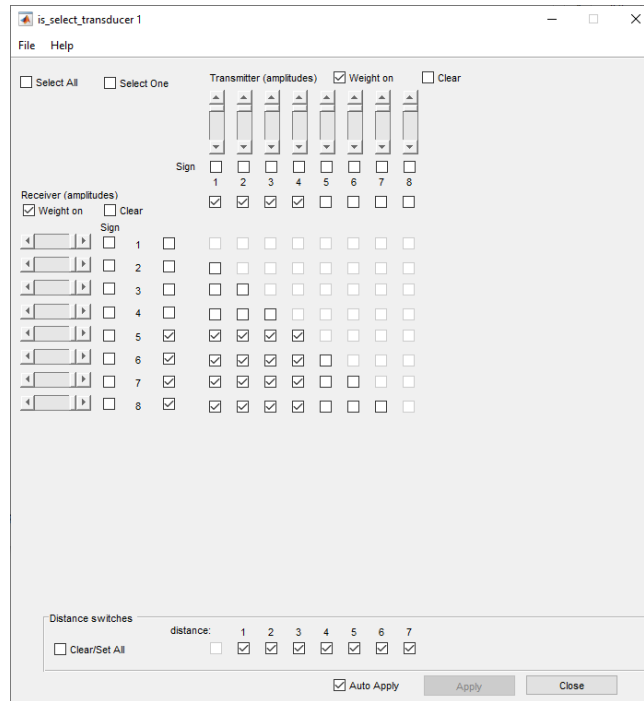 is_select_transducer 1
File Help
Select All Select One Transmitter (amplitudes) Weight on Clear
Sign
1 2 3 4 5 6 7 8
Receiver (amplitudes)
Weight on Clear
Sign
1
2
3
4
5
6
7
8
Distance switches
distance: 1 2 3 4 5 6 7
Clear/Set All
Auto Apply Apply Close